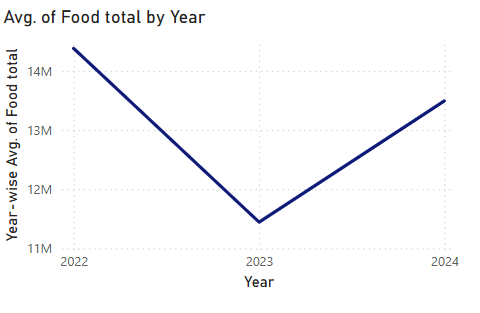 Avg. of Food total by Year
Year-wise Avg. of Food total
14M
13M
12M
11M
2022
2023
2024
Year